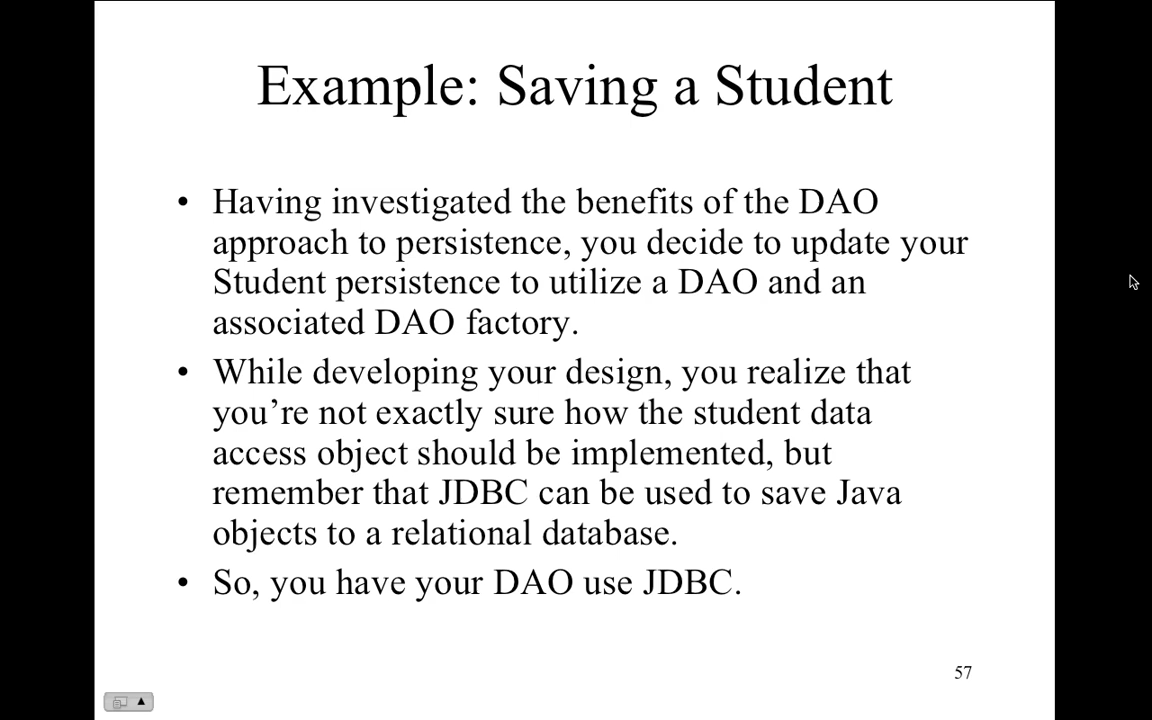 Example: Saving a Student
• Having investigated the benefits of the DAO
approach to persistence, you decide to update your
Student persistence to utilize a DAO and an
associated DAO factory.
• While developing your design, you realize that
you’re not exactly sure how the student data
access object should be implemented, but
remember that JDBC can be used to save Java
objects to a relational database.
• So, you have your DAO use JDBC.
57